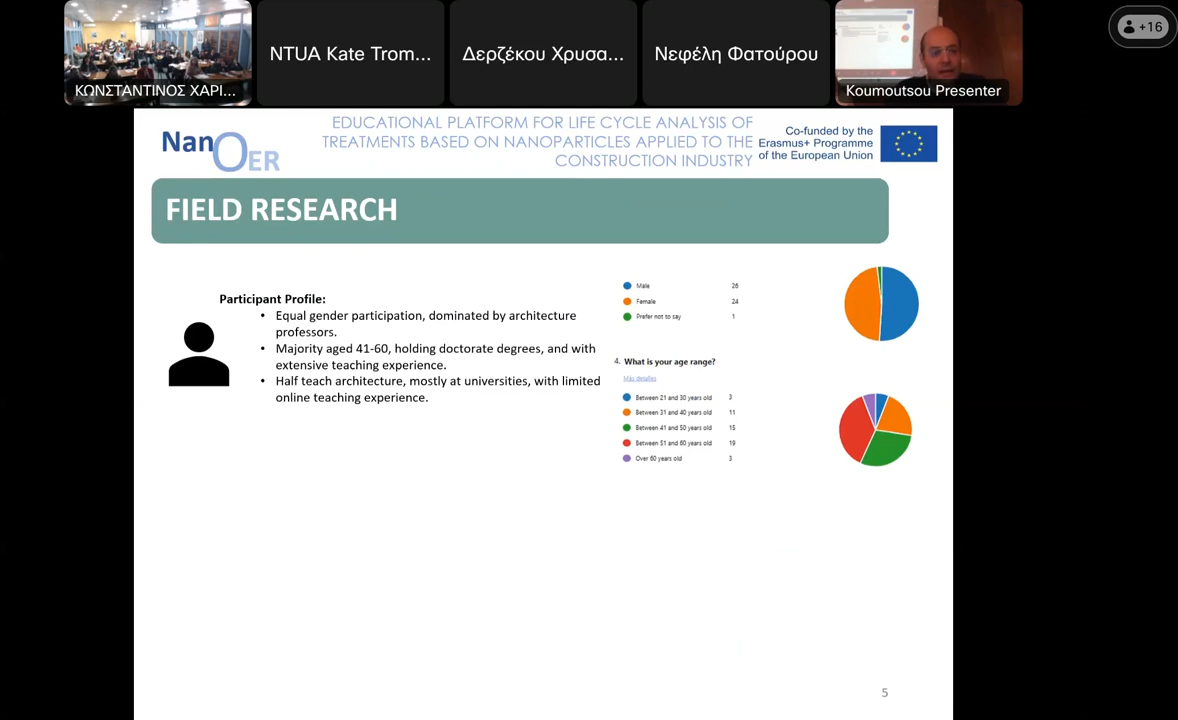 NTUA Kate Trom...
Δερζέκου Χρυσα...
Νεφέλη Φατούρου
+16
ΚΩΝΣΤΑΝΤΙΝΟΣ ΧΑΡΙ...
Koumoutsou Presenter
NanOER
EDUCATIONAL PLATFORM FOR LIFE CYCLE ANALYSIS OF
TREATMENTS BASED ON NANOPARTICLES APPLIED TO THE
CONSTRUCTION INDUSTRY
Co-funded by the
Erasmus+ Programme
of the European Union
FIELD RESEARCH
Participant Profile:
• Equal gender participation, dominated by architecture
professors.
• Majority aged 41-60, holding doctorate degrees, and with
extensive teaching experience.
• Half teach architecture, mostly at universities, with limited
online teaching experience.
Male 26
Female 24
Prefer not to say 1
4. What is your age range?
Más detalles
Between 21 and 30 years old 3
Between 31 and 40 years old 11
Between 41 and 50 years old 15
Between 51 and 60 years old 19
Over 60 years old 3
5